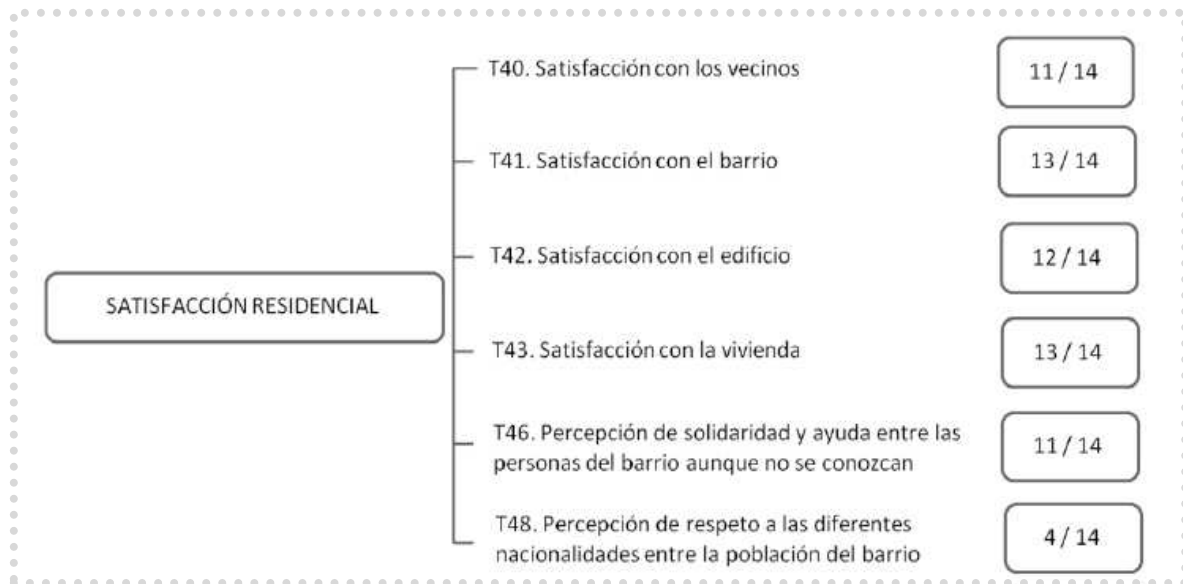 T40. Satisfacción con los vecinos
11 / 14
T41. Satisfacción con el barrio
13 / 14
T42. Satisfacción con el edificio
12 / 14
SATISFACCIÓN RESIDENCIAL
T43. Satisfacción con la vivienda
13 / 14
T46. Percepción de solidaridad y ayuda entre las
personas del barrio aunque no se conozcan
11 / 14
T48. Percepción de respeto a las diferentes
nacionalidades entre la población del barrio
4 / 14